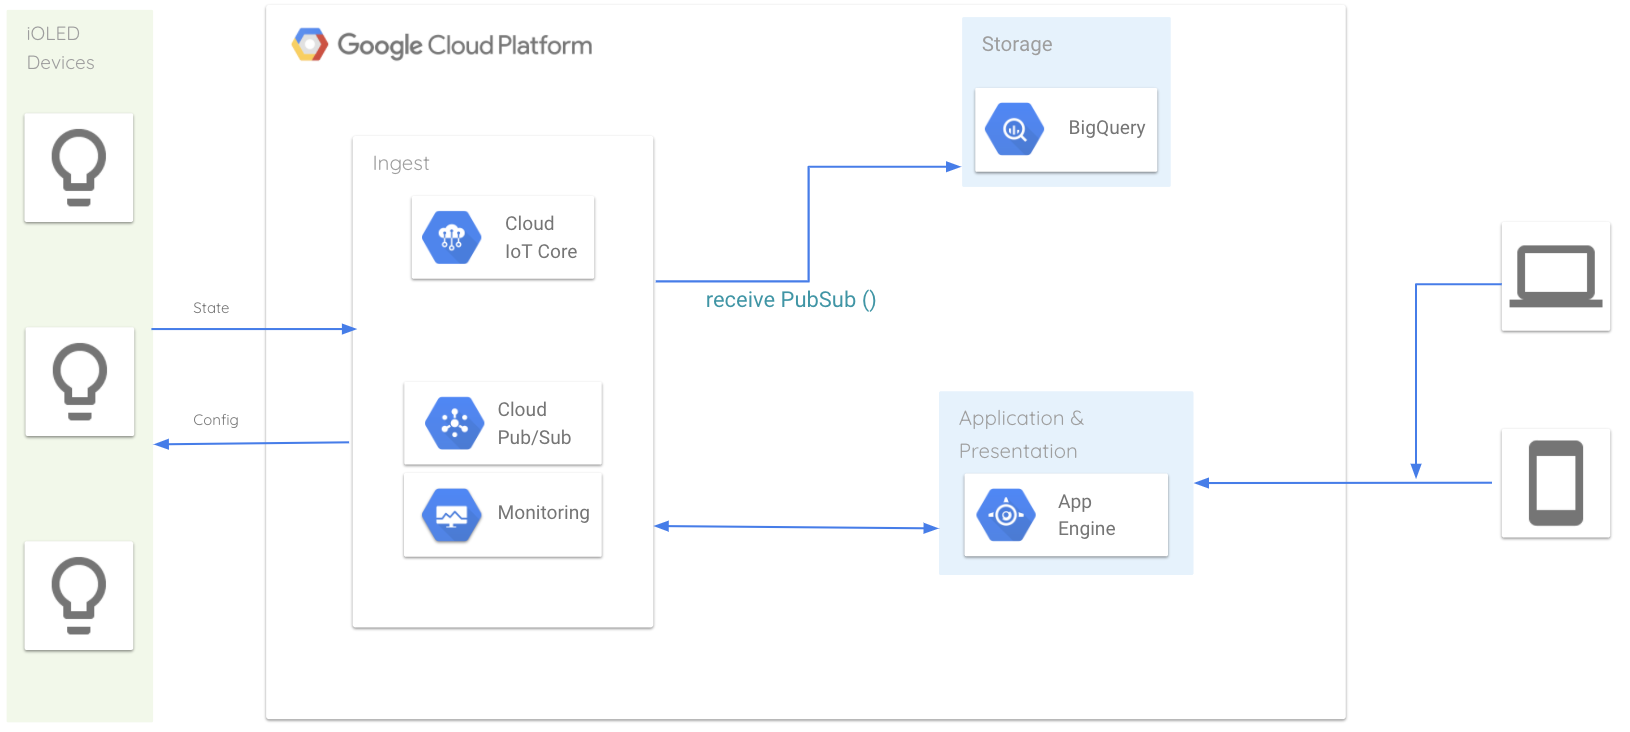 iOLED
Devices
Google Cloud Platform
Storage
BigQuery
Ingest
Cloud
IoT Core
receive PubSub ()
State
Config
Cloud
Pub/Sub
Monitoring
Application &
Presentation
App
Engine